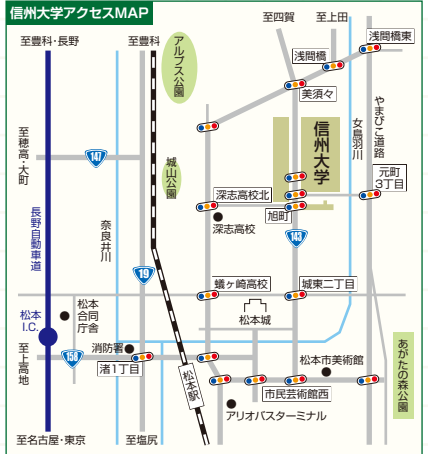 信州大学アクセスMAP
至豊科・長野
至豊科
アルプス公園
至四賀
至上田
浅間橋
浅間橋東
美須々
やまびこ道路
女鳥羽川
至穂高・大町
147
城山公園
信州大学
元町
3丁目
深志高校北
旭町
深志高校
143
長野自動車道
奈良井川
19
蟻ヶ崎高校
城東二丁目
松本
I.C.
松本
合同
庁舎
松本城
消防署
至上高地
158
渚1丁目
松本駅
松本市美術館
あがたの森公園
市民芸術館西
アリオバスターミナル
至名古屋・東京
至塩尻